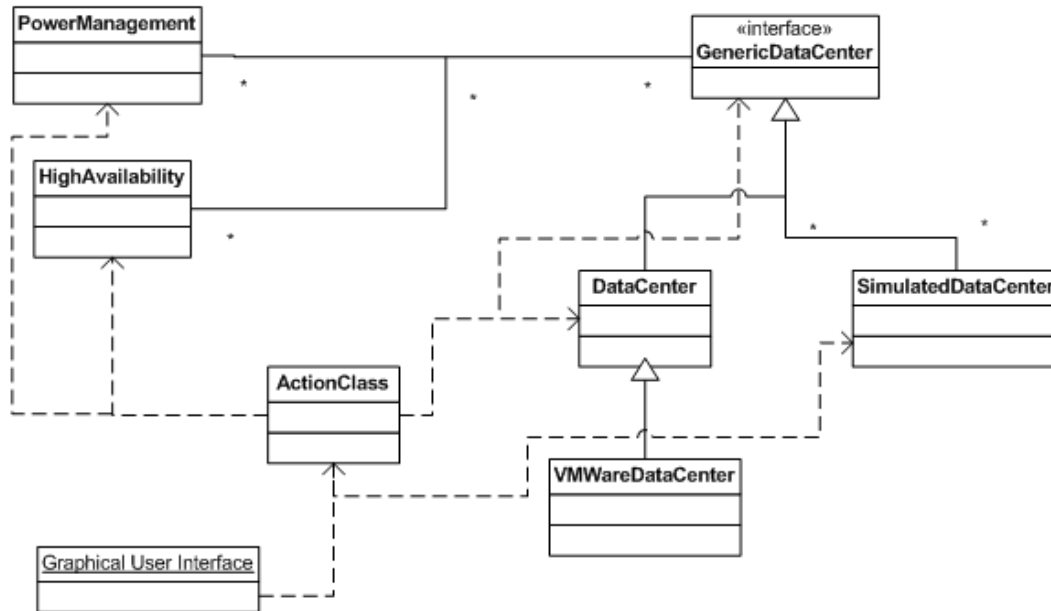 PowerManagement
«interface»
GenericDataCenter
*
*
*
HighAvailability
*
*
*
DataCenter
SimulatedDataCenter
ActionClass
VMWareDataCenter
Graphical User Interface